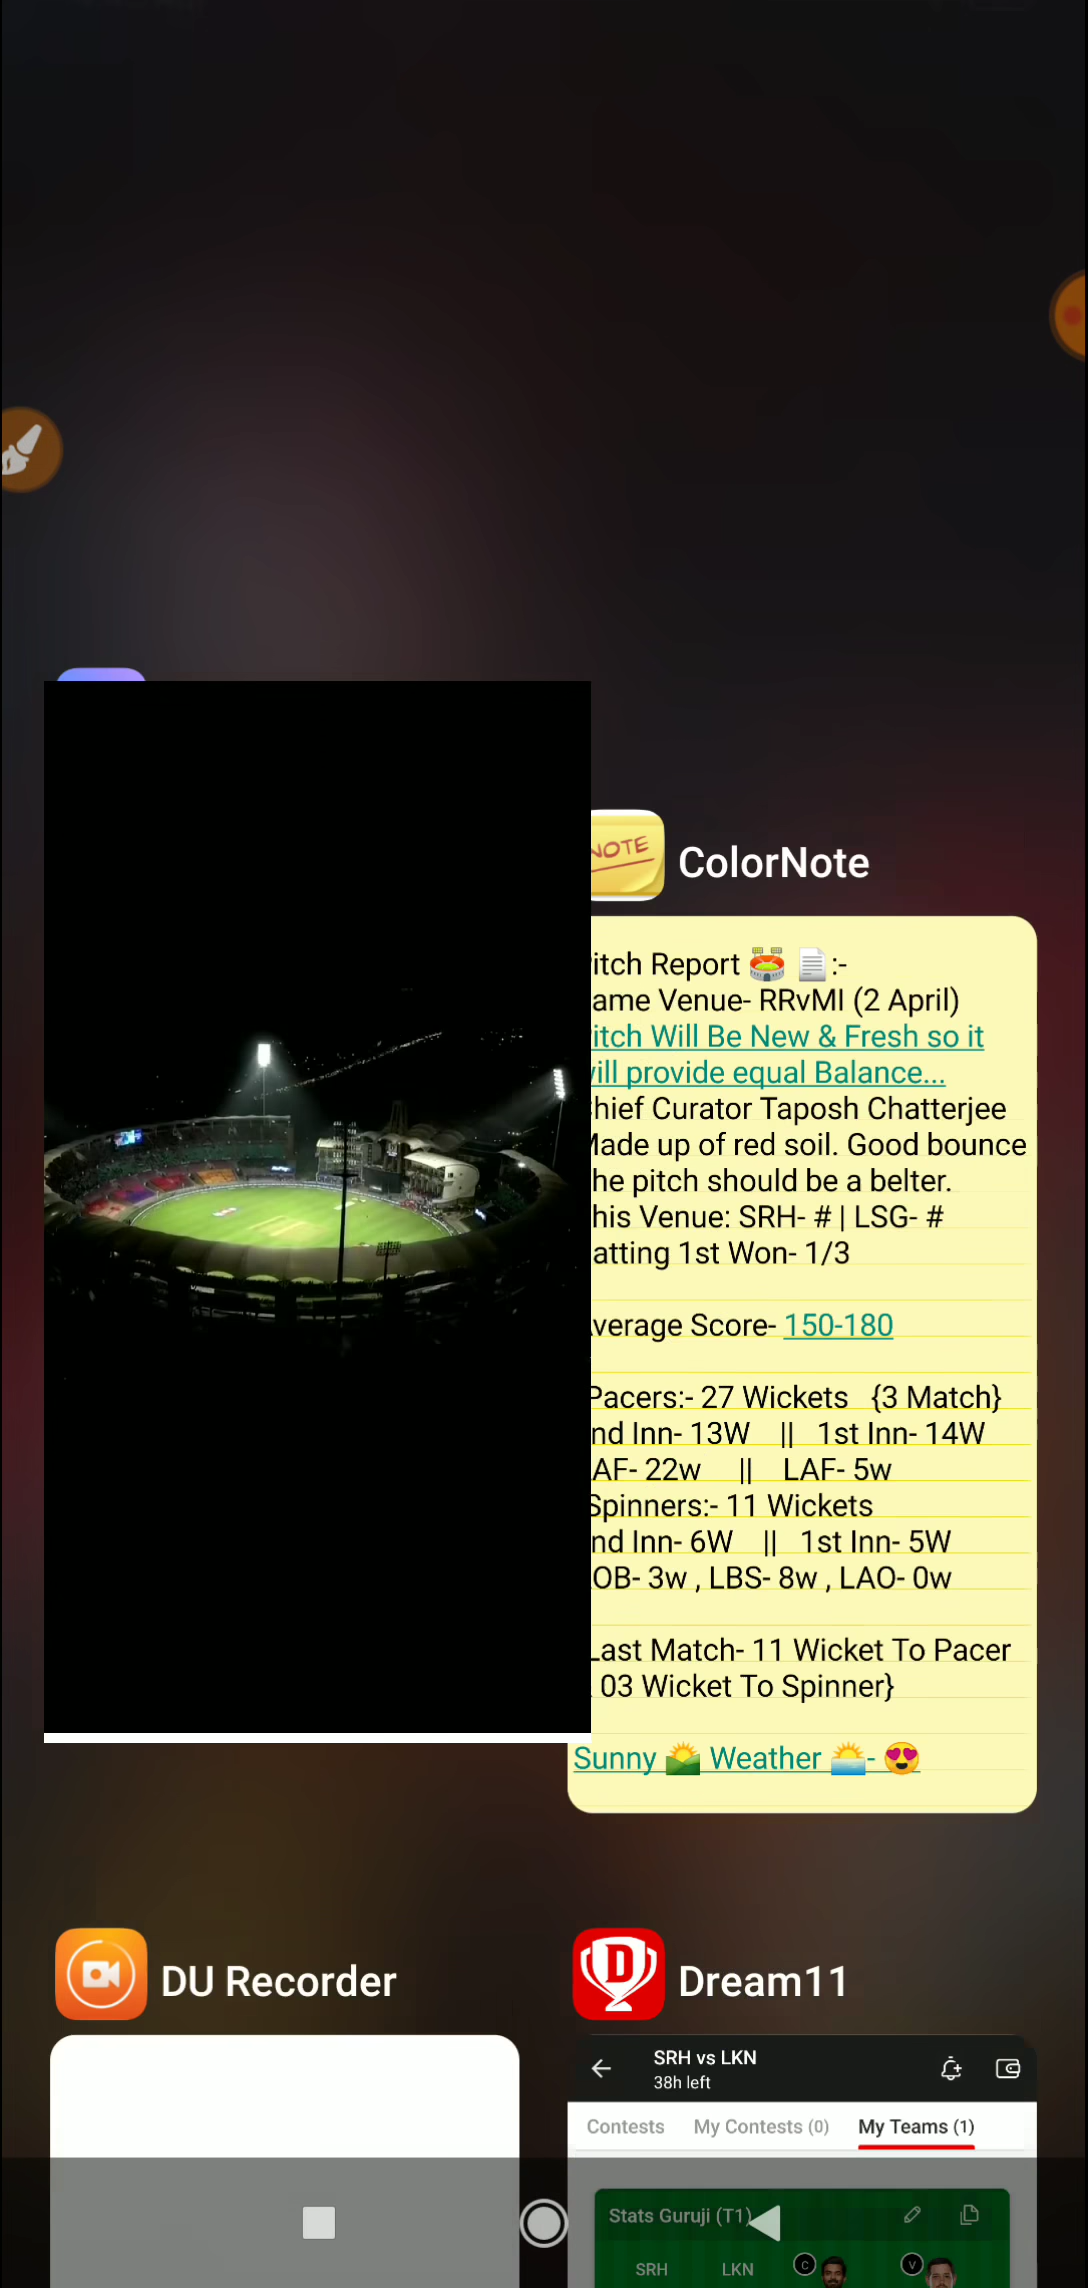 NOTE
ColorNote
itch Report 🏟 📄:-
ame Venue- RRvMI (2 April)
itch Will Be New & Fresh so it
ill provide equal Balance...
hief Curator Taposh Chatterjee
Made up of red soil. Good bounce
he pitch should be a belter.
his Venue: SRH- # | LSG- #
atting 1st Won- 1/3
verage Score- 150-180
Pacers:- 27 Wickets {3 Match}
nd Inn- 13W || 1st Inn- 14W
AF- 22w || LAF- 5w
Spinners:- 11 Wickets
nd Inn- 6W || 1st Inn- 5W
OB- 3w , LBS- 8w , LAO- 0w
Last Match- 11 Wicket To Pacer
03 Wicket To Spinner}
Sunny 🌄 Weather 🌅- 😍
DU Recorder
D
Dream11
SRH vs LKN
38h left
Contests My Contests (0) My Teams (1)
Stats Guruji (T1)
SRH LKN C V